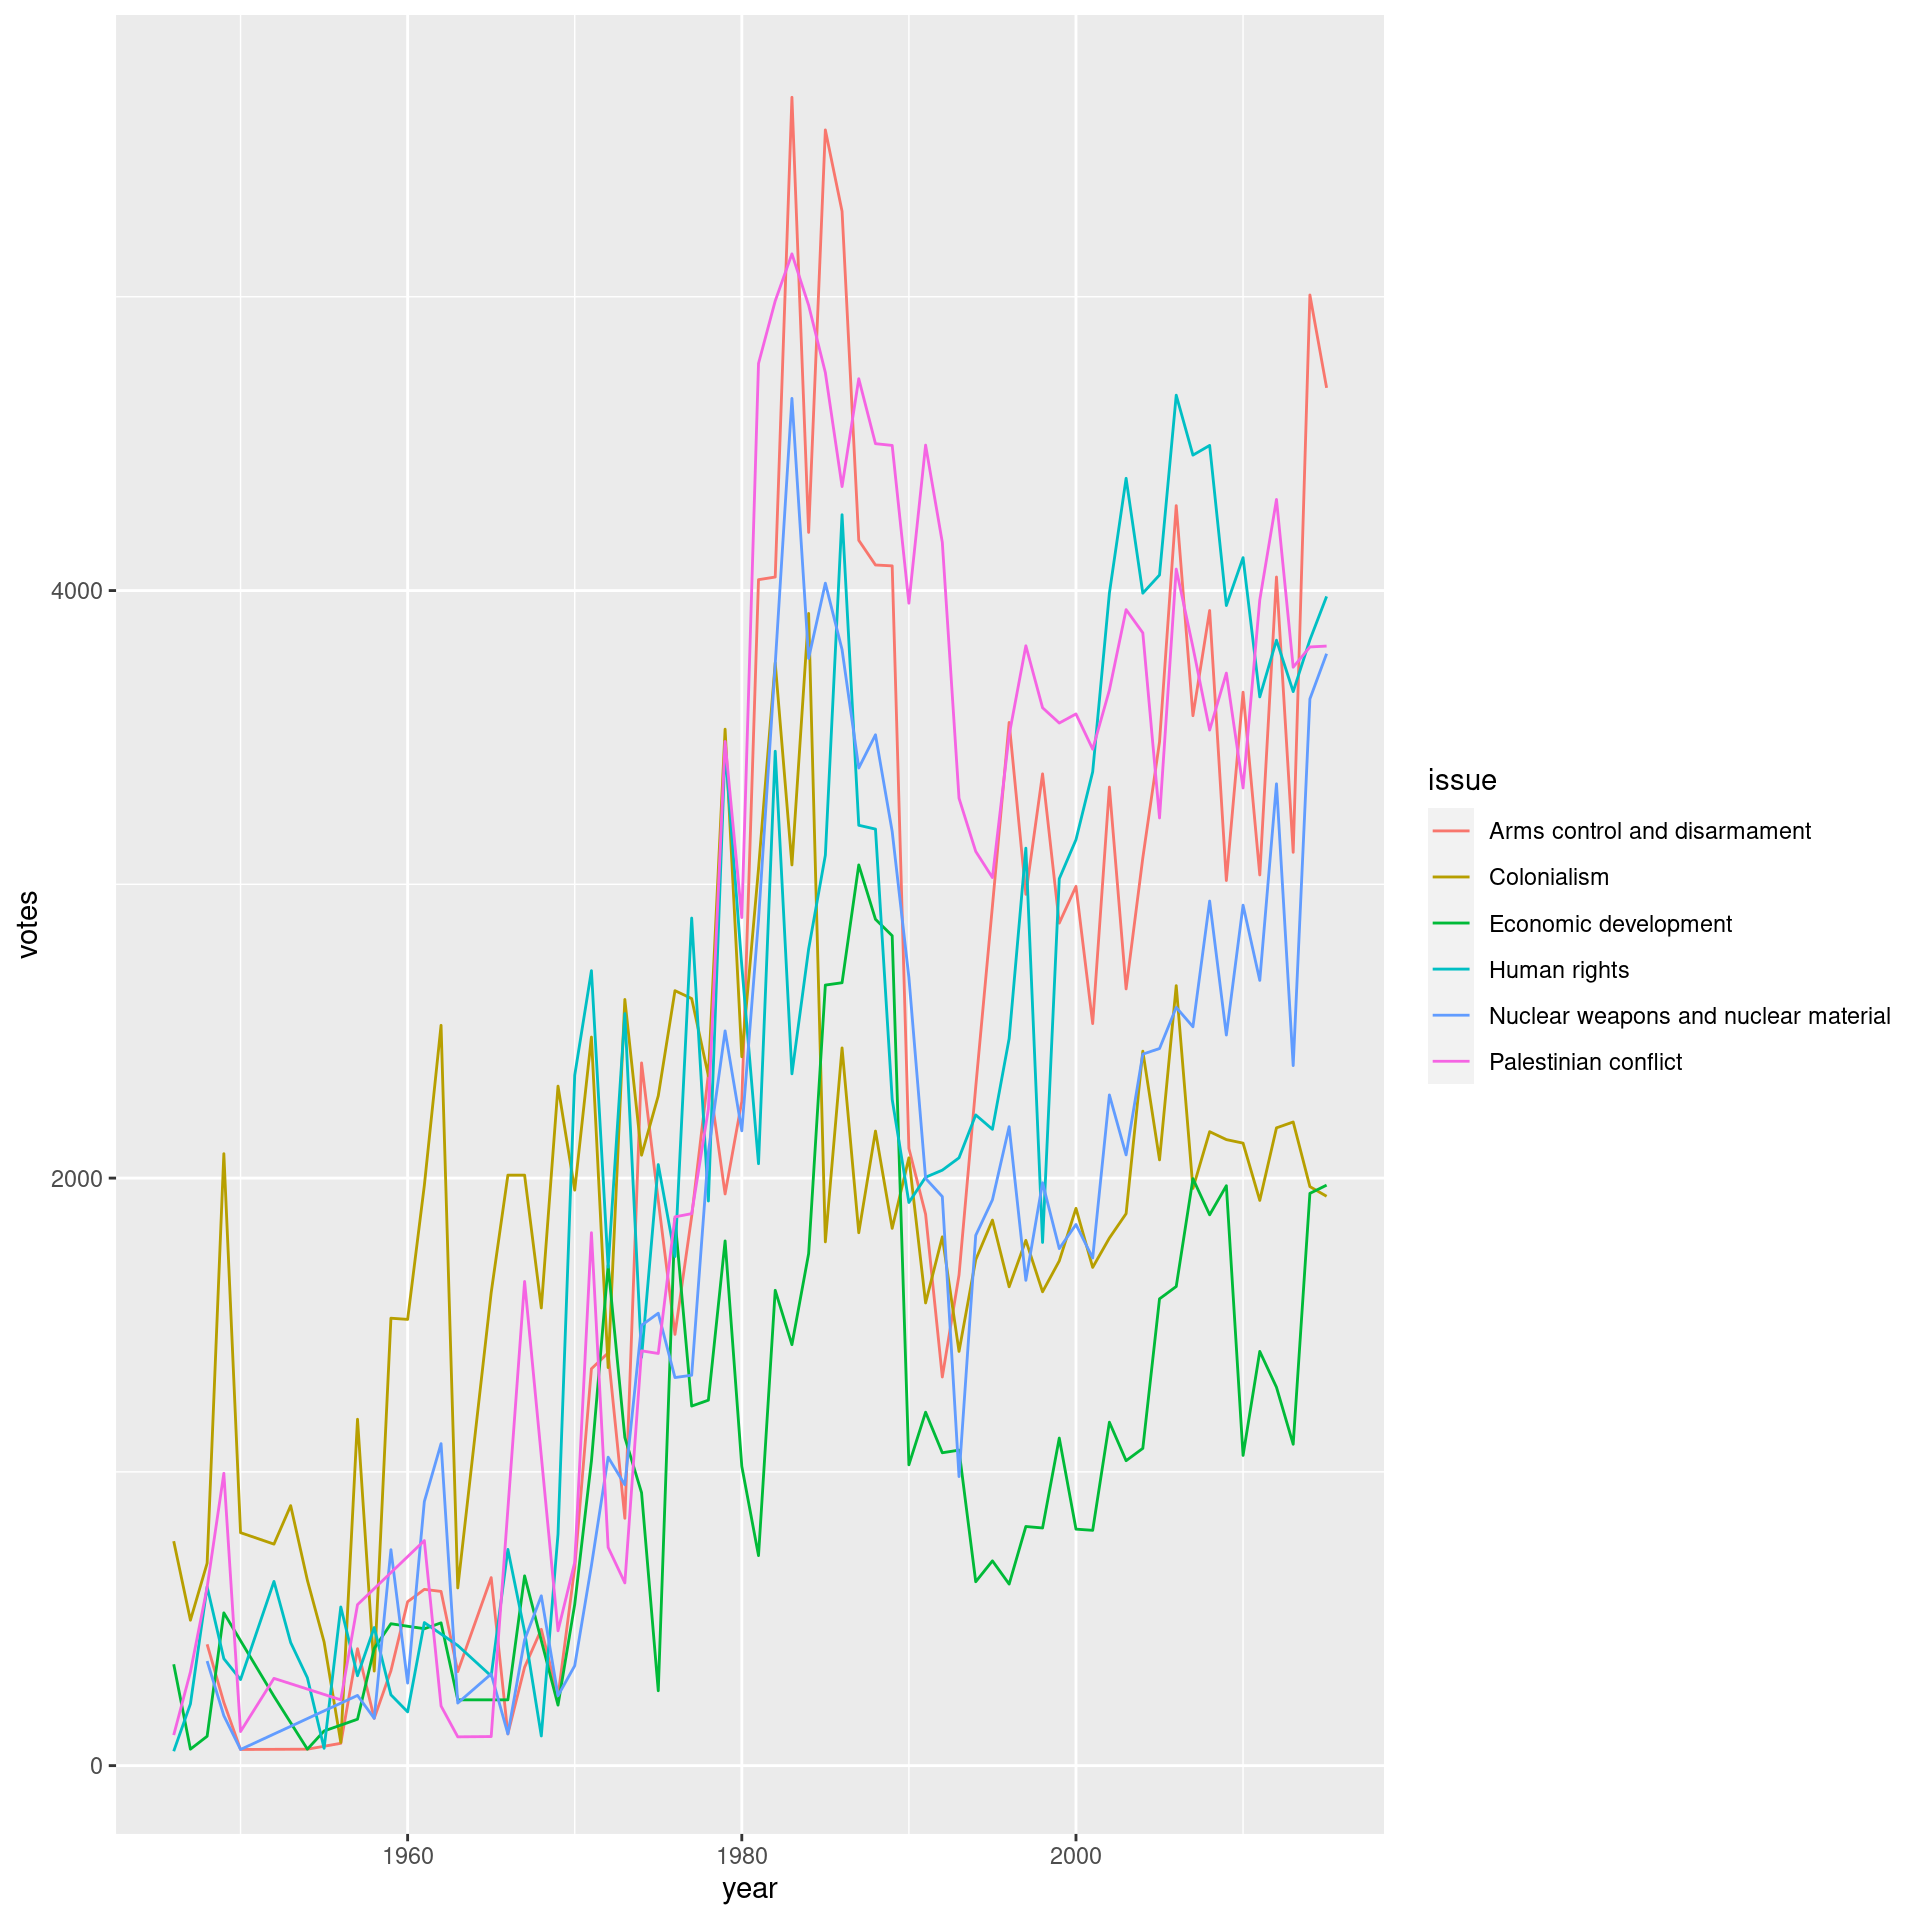 4000
2000
0
votes
1960
1980
2000
year
issue
Arms control and disarmament
Colonialism
Economic development
Human rights
Nuclear weapons and nuclear material
Palestinian conflict